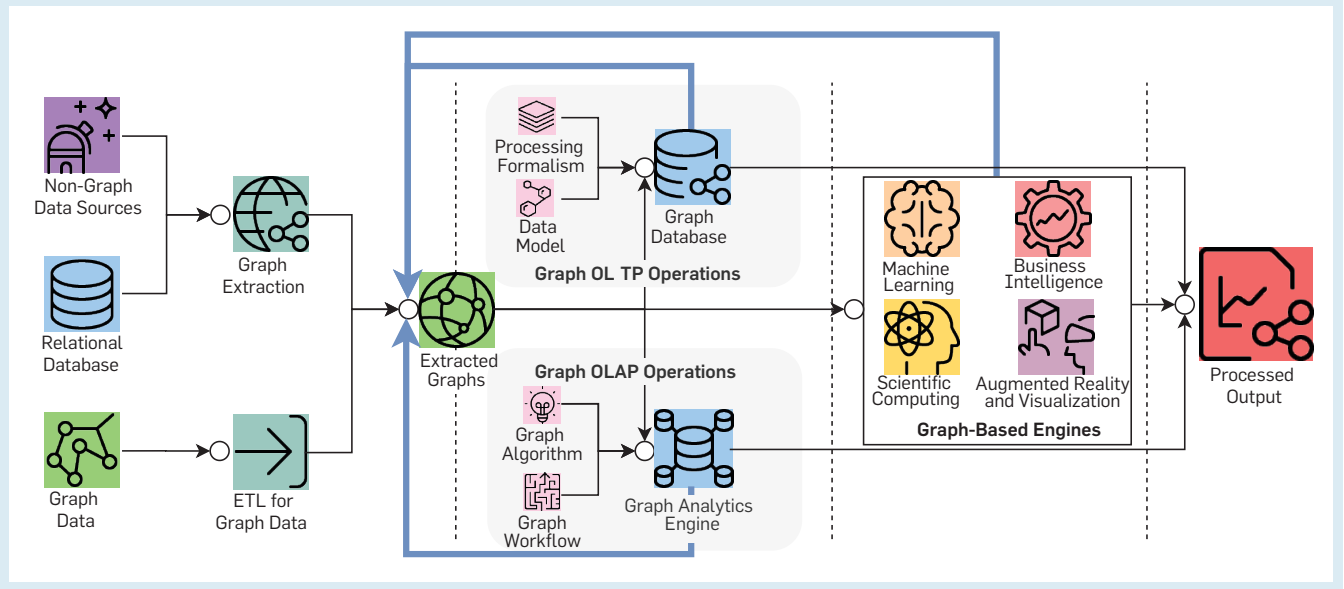 Non-Graph
Data Sources
Relational
Database
Graph
Data
Graph
Extraction
ETL for
Graph Data
Extracted
Graphs
Processing
Formalism
Data
Model
Graph
Database
Graph OL TP Operations
Graph OLAP Operations
Graph
Algorithm
Graph
Workflow
Graph Analytics
Engine
Machine
Learning
Business
Intelligence
Scientific
Computing
Augmented Reality
and Visualization
Graph-Based Engines
Processed
Output